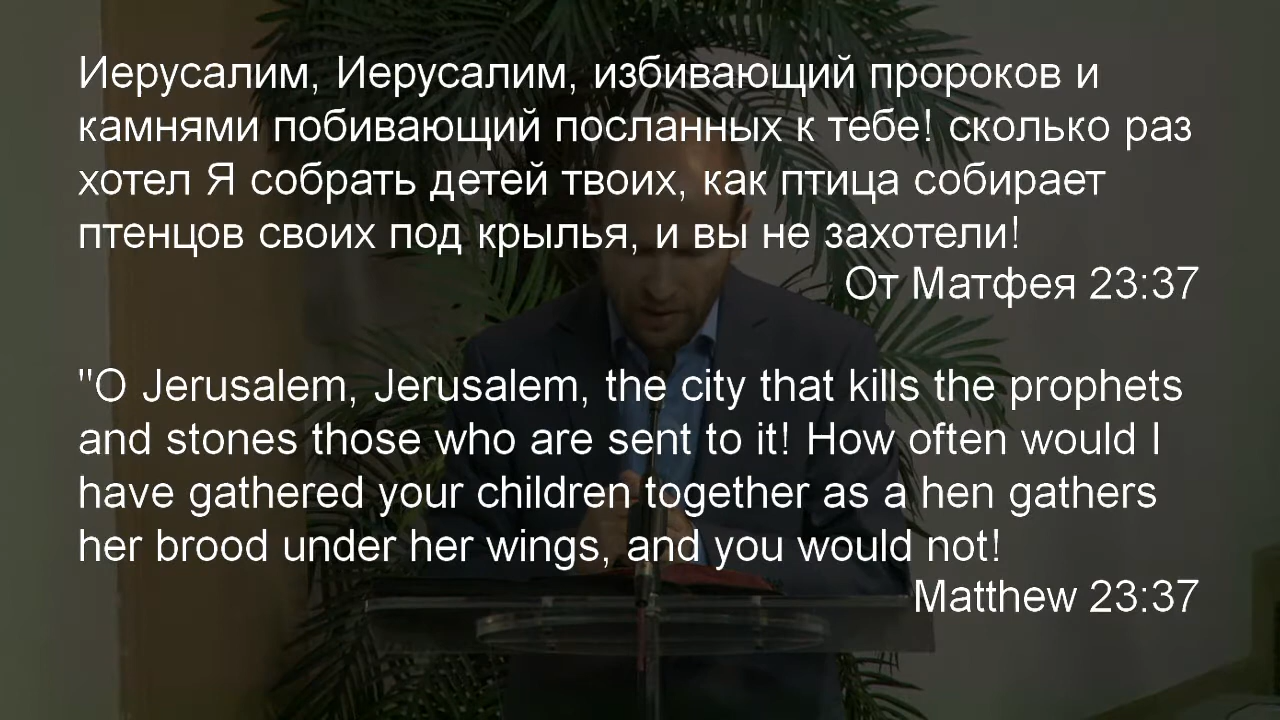 Иерусалим, Иерусалим, избивающий пророков и
камнями побивающий посланных к тебе! сколько раз
хотел Я собрать детей твоих, как птица собирает
птенцов своих под крылья, и вы не захотели!
От Матфея 23:37
"O Jerusalem, Jerusalem, the city that kills the prophets
and stones those who are sent to it! How often would I
have gathered your children together as a hen gathers
her brood under her wings, and you would not!
Matthew 23:37